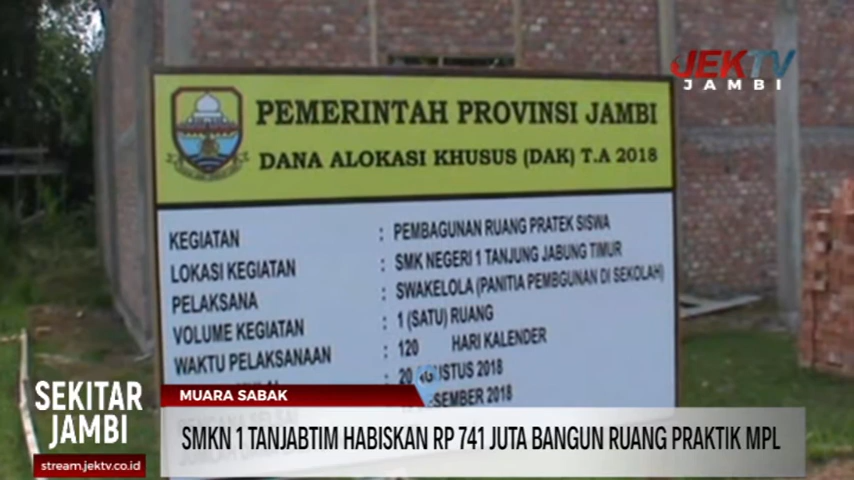 JEKTV
JAMBI
PEMERINTAH PROVINSI JAMBI
DANA ALOKASI KHUSUS (DAK) T.A 2018
KEGIATAN : PEMBAGUNAN RUANG PRATEK SISWA
LOKASI KEGIATAN : SMK NEGERI 1 TANJUNG JABUNG TIMUR
PELAKSANA : SWAKELOLA (PANITIA PEMBGUNAN DI SEKOLAH)
VOLUME KEGIATAN : 1 (SATU) RUANG
WAKTU PELAKSANAAN : 120 HARI KALENDER
: 20 AGUSTUS 2018
DESEMBER 2018
SEKITAR
JAMBI
stream.jektv.co.id
MUARA SABAK
SMKN 1 TANJABTIM HABISKAN RP 741 JUTA BANGUN RUANG PRAKTIK MPL